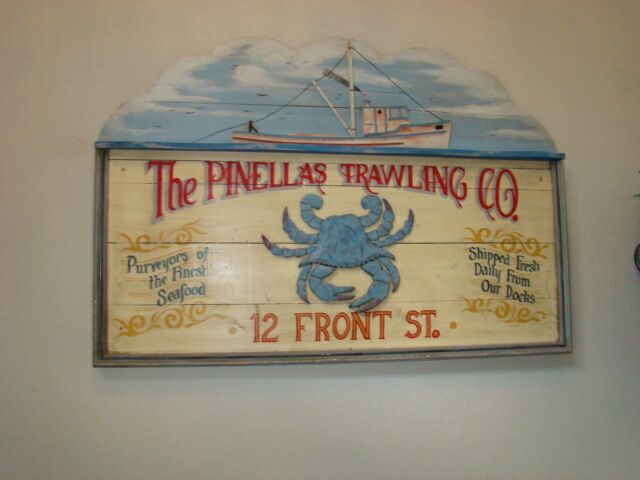 The PINELLAS TRAWLING CO.
Purveyors of
the Finest
Seafood
Shipped Fresh
Daily From
Our Docks
12 FRONT ST.